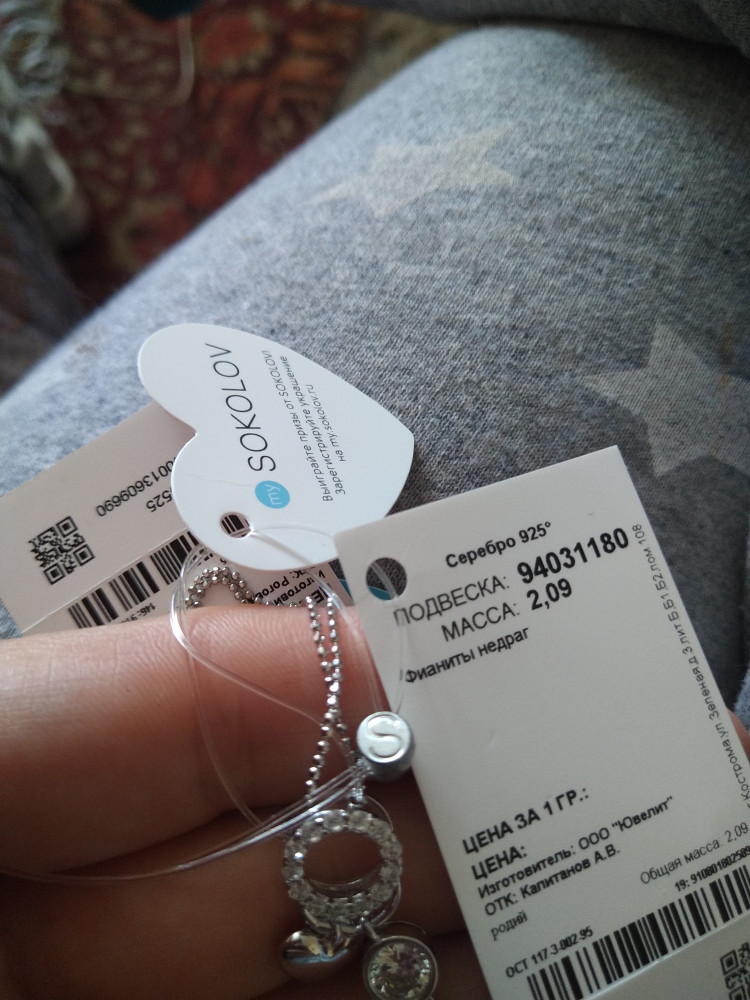 my SOKOLOV
Выиграйте призы от SOKOLOV!
Зарегистрируйте украшение
на my.sokolov.ru
0013609690
525
Серебро 925°
ПОДВЕСКА: 94031180
МАССА: 2,09
Фианиты недраг
ЦЕНА ЗА 1 ГР.:
ЦЕНА:
Изготовитель: ООО "Ювелит"
ОТК: Капитанов А.В.
родий
Общая масса: 2,09
ОСТ 117-3-002-95
Кострома ул Зеленая д.3 лит Б,Б1,Б2,пом.108
S